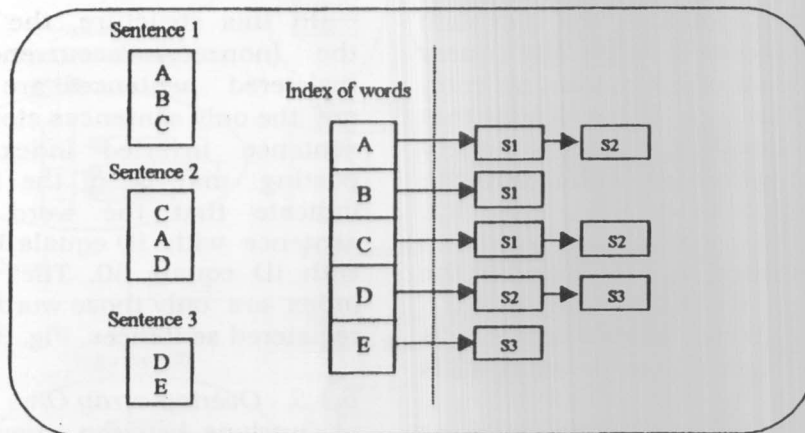 Sentence 1
A
B
C
Sentence 2
C
A
D
Sentence 3
D
E
Index of words
A S1 S2
B S1
C S1 S2
D S2 S3
E S3